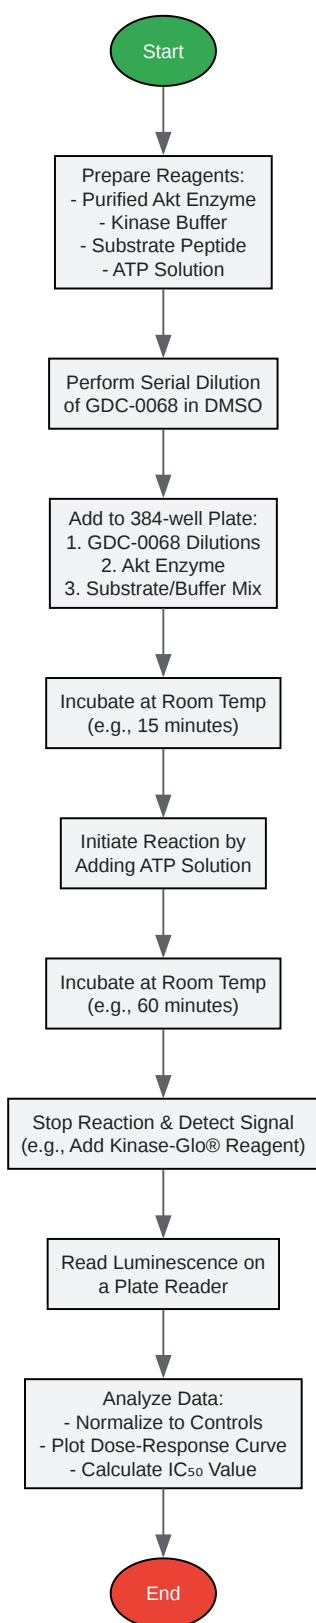 Start
Prepare Reagents:
- Purified Akt Enzyme
- Kinase Buffer
- Substrate Peptide
- ATP Solution
Perform Serial Dilution
of GDC-0068 in DMSO
Add to 384-well Plate:
1. GDC-0068 Dilutions
2. Akt Enzyme
3. Substrate/Buffer Mix
Incubate at Room Temp
(e.g., 15 minutes)
Initiate Reaction by
Adding ATP Solution
Incubate at Room Temp
(e.g., 60 minutes)
Stop Reaction & Detect Signal
(e.g., Add Kinase-Glo® Reagent)
Read Luminescence on
a Plate Reader
Analyze Data:
- Normalize to Controls
- Plot Dose-Response Curve
- Calculate IC₅₀ Value
End